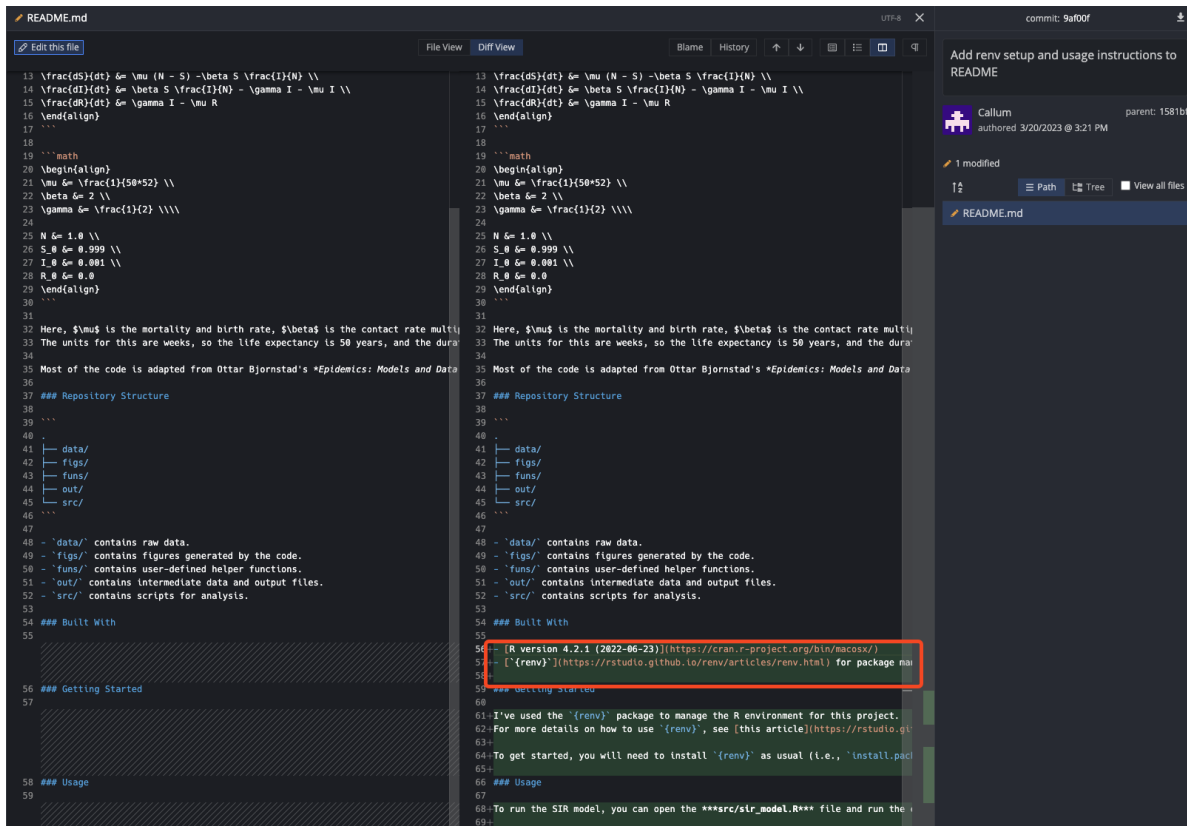 README.md
UTF-8
Edit this file
File View
Diff View
Blame
History
13 \frac{dS}{dt} &= \mu (N - S) -\beta S \frac{I}{N} \\
14 \frac{dI}{dt} &= \beta S \frac{I}{N} - \gamma I - \mu I \\
15 \frac{dR}{dt} &= \gamma I - \mu R
16 \end{align}
17 ```
18
19 ```math
20 \begin{align}
21 \mu &= \frac{1}{50*52} \\
22 \beta &= 2 \\
23 \gamma &= \frac{1}{2} \\\\
24
25 N &= 1.0 \\
26 S_0 &= 0.999 \\
27 I_0 &= 0.001 \\
28 R_0 &= 0.0
29 \end{align}
30 ```
31
32 Here, $\mu$ is the mortality and birth rate, $\beta$ is the contact rate
33 The units for this are weeks, so the life expectancy is 50 years, and the
34
35 Most of the code is adapted from Ottar Bjornstad's *Epidemics: Models and Data
36
37 ### Repository Structure
38
39 ```
40 .
41 ├── data/
42 ├── figs/
43 ├── funs/
44 ├── out/
45 └── src/
46 ```
47
48 - `data/` contains raw data.
49 - `figs/` contains figures generated by the code.
50 - `funs/` contains user-defined helper functions.
51 - `out/` contains intermediate data and output files.
52 - `src/` contains scripts for analysis.
53
54 ### Built With
55
56 ### Getting Started
57
58 ### Usage
59
13 \frac{dS}{dt} &= \mu (N - S) -\beta S \frac{I}{N} \\
14 \frac{dI}{dt} &= \beta S \frac{I}{N} - \gamma I - \mu I \\
15 \frac{dR}{dt} &= \gamma I - \mu R
16 \end{align}
17 ```
18
19 ```math
20 \begin{align}
21 \mu &= \frac{1}{50*52} \\
22 \beta &= 2 \\
23 \gamma &= \frac{1}{2} \\\\
24
25 N &= 1.0 \\
26 S_0 &= 0.999 \\
27 I_0 &= 0.001 \\
28 R_0 &= 0.0
29 \end{align}
30 ```
31
32 Here, $\mu$ is the mortality and birth rate, $\beta$ is the contact rate
33 The units for this are weeks, so the life expectancy is 50 years, and the
34
35 Most of the code is adapted from Ottar Bjornstad's *Epidemics: Models and Data
36
37 ### Repository Structure
38
39 ```
40 .
41 ├── data/
42 ├── figs/
43 ├── funs/
44 ├── out/
45 └── src/
46 ```
47
48 - `data/` contains raw data.
49 - `figs/` contains figures generated by the code.
50 - `funs/` contains user-defined helper functions.
51 - `out/` contains intermediate data and output files.
52 - `src/` contains scripts for analysis.
53
54 ### Built With
55
56+- [R version 4.2.1 (2022-06-23)](https://cran.r-project.org/bin/macosx/)
57+- [`{renv}`](https://rstudio.github.io/renv/articles/renv.html) for package
58+
59 ### Getting Started
60
61+I've used the `{renv}` package to manage the R environment for this project.
62+For more details on how to use `{renv}`, see [this article](https://rstudio.gi
63+
64+To get started, you will need to install `{renv}` as usual (i.e., `install.pac
65+
66 ### Usage
67
68+To run the SIR model, you can open the ***src/sir_model.R*** file and run the
69+
commit: 9af00f
Add renv setup and usage instructions to
README
Callum
parent: 1581bf
authored 3/20/2023 @ 3:21 PM
1 modified
Path
Tree
View all files
README.md